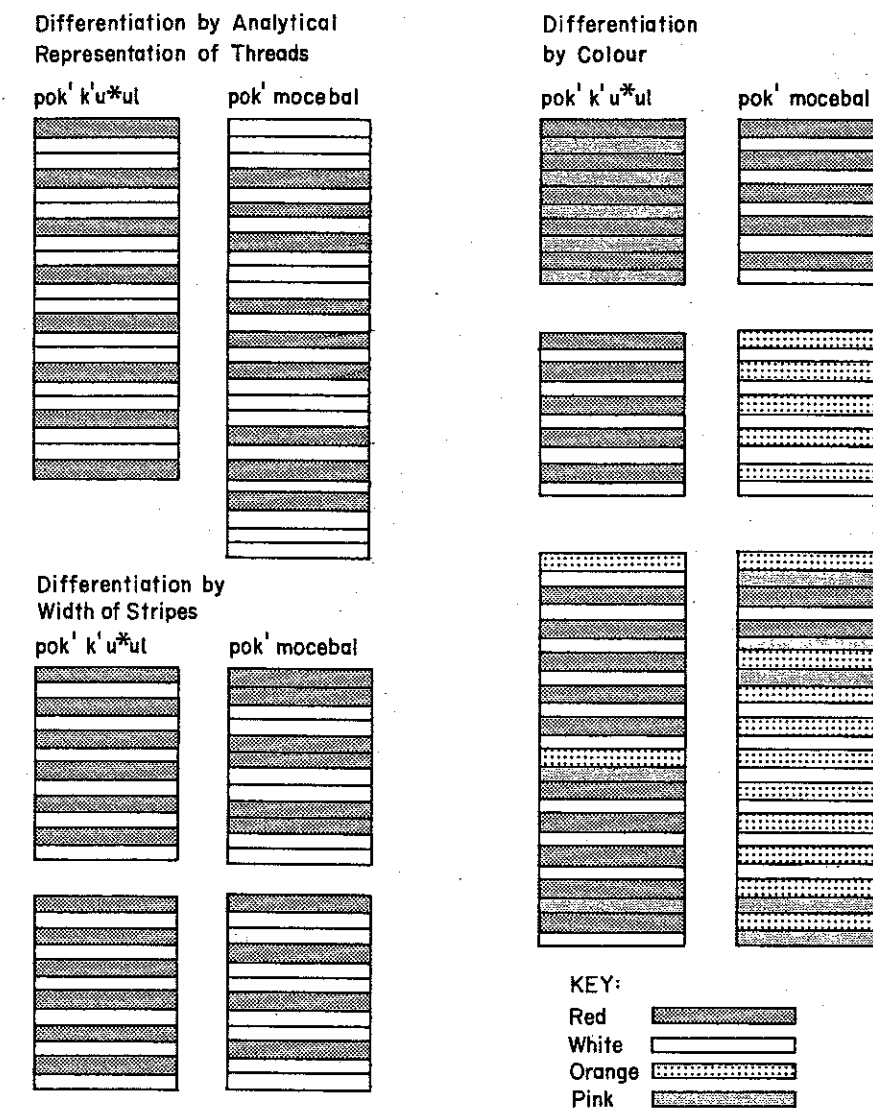 Differentiation by Analytical
Representation of Threads
pok' k'u*ul
pok' mocebal
Differentiation by
Width of Stripes
pok' k'u*ul
pok' mocebal
Differentiation
by Colour
pok' k'u*ul
pok' mocebal
KEY:
Red
White
Orange
Pink